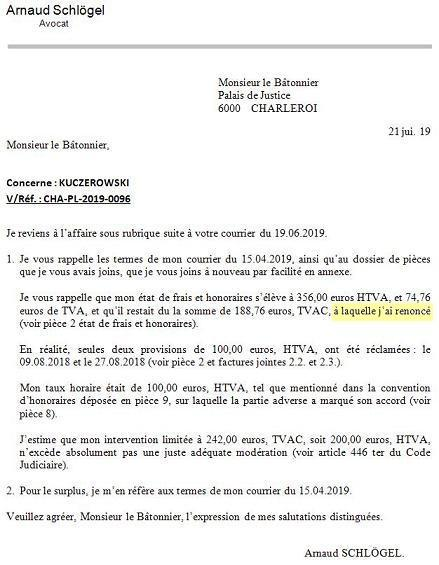 Arnaud Schlögel
Avocat
Monsieur le Bâtonnier
Palais de Justice
6000 CHARLEROI
21 jui. 19
Monsieur le Bâtonnier,
Concerne : KUCZEROWSKI
V/Réf. : CHA-PL-2019-0096
Je reviens à l'affaire sous rubrique suite à votre courrier du 19.06.2019.
1. Je vous rappelle les termes de mon courrier du 15.04.2019, ainsi qu'au dossier de pièces
que je vous avais joins, que je vous joins à nouveau par facilité en annexe.
Je vous rappelle que mon état de frais et honoraires s'élève à 356,00 euros HTVA, et 74,76
euros de TVA, et qu'il restait du la somme de 188,76 euros, TVAC, à laquelle j'ai renoncé
(voir pièce 2 état de frais et honoraires).
En réalité, seules deux provisions de 100,00 euros, HTVA, ont été réclamées : le
09.08.2018 et le 27.08.2018 (voir pièce 2 et factures jointes 2.2. et 2.3.).
Mon taux horaire était de 100,00 euros, HTVA, tel que mentionné dans la convention
d'honoraires déposée en pièce 9, sur laquelle la partie adverse a marqué son accord (voir
pièce 8).
J'estime que mon intervention limitée à 242,00 euros, TVAC, soit 200,00 euros, HTVA,
n'excède absolument pas une juste adéquate modération (voir article 446 ter du Code
Judiciaire).
2. Pour le surplus, je m'en réfère aux termes de mon courrier du 15.04.2019.
Veuillez agréer, Monsieur le Bâtonnier, l'expression de mes salutations distinguées.
Arnaud SCHLÖGEL.